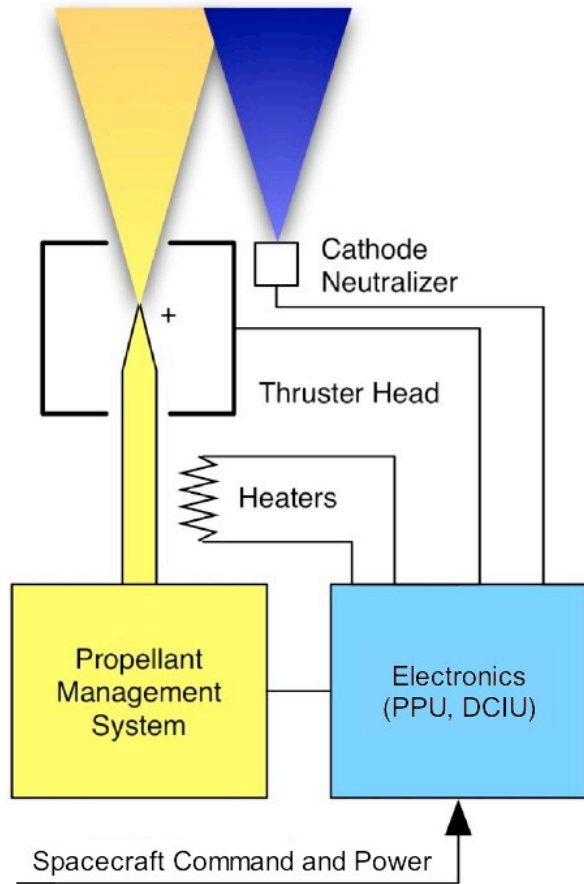 +
Cathode
Neutralizer
Thruster Head
Heaters
Propellant
Management
System
Electronics
(PPU, DCIU)
Spacecraft Command and Power